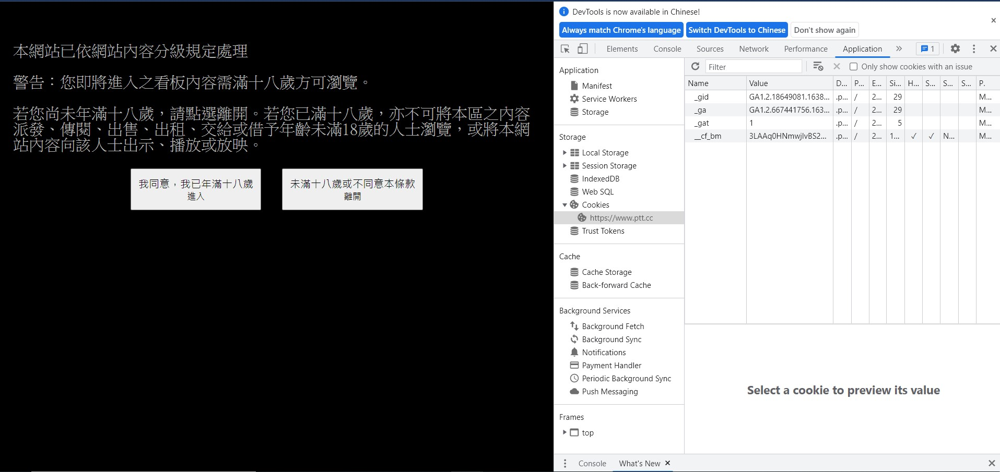 本網站已依網站內容分級規定處理
警告：您即將進入之看板內容需滿十八歲方可瀏覽。
若您尚未年滿十八歲，請點選離開。若您已滿十八歲，亦不可將本區之內容
派發、傳閱、出售、出租、交給或借予年齡未滿18歲的人士瀏覽，或將本網
站內容向該人士出示、播放或放映。
我同意，我已年滿十八歲
進入
未滿十八歲或不同意本條款
離開
DevTools is now available in Chinese!
Always match Chrome's language Switch DevTools to Chinese Don't show again
Elements Console Sources Network Performance Application 1
Application
Manifest
Service Workers
Storage
Storage
Local Storage
Session Storage
IndexedDB
Web SQL
Cookies
https://www.ptt.cc
Trust Tokens
Cache
Cache Storage
Back-forward Cache
Background Services
Background Fetch
Background Sync
Notifications
Payment Handler
Periodic Background Sync
Push Messaging
Frames
top
Filter Only show cookies with an issue
Name Value D... P... E... Si... H... S... S... S... P.
_gid GA1.2.18649081.1638... .p... / 2... 29 M...
_ga GA1.2.667441756.163... .p... / 2... 29 M...
_gat 1 .p... / 2... 5 M...
__cf_bm .p... / 2... 1... ✓ ✓ N... M...
Select a cookie to preview its value
Console What's New